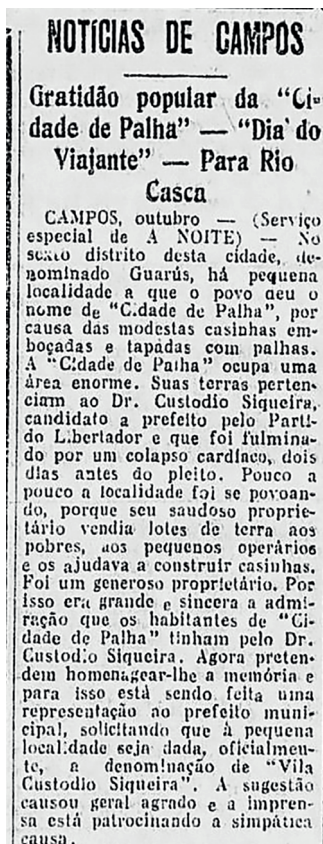 NOTÍCIAS DE CAMPOS
Gratidão popular da "Ci-
dade de Palha" — "Dia do
Viajante" — Para Rio
Casca
CAMPOS, outubro — (Serviço
especial de A NOITE) — No
sexto distrito desta cidade, de-
nominado Guarús, há pequena
localidade a que o povo deu o
nome de "Cidade de Palha", por
causa das modestas casinhas em-
boçadas e tapadas com palhas.
A "Cidade de Palha" ocupa uma
área enorme. Suas terras perten-
ciam ao Dr. Custodio Siqueira,
candidato a prefeito pelo Parti-
do Libertador e que foi fulmina-
do por um colapso cardíaco, dois
dias antes do pleito. Pouco a
pouco a localidade foi se povoan-
do, porque seu saudoso proprie-
tário vendia lotes de terra aos
pobres, aos pequenos operários
e os ajudava a construir casinhas.
Foi um generoso proprietário. Por
isso era grande e sincera a admi-
ração que os habitantes de "Ci-
dade de Palha" tinham pelo Dr.
Custodio Siqueira. Agora preten-
dem homenagear-lhe a memória e
para isso está sendo feita uma
representação ao prefeito muni-
cipal, solicitando que à pequena
localidade seja dada, oficialmen-
te, a denominação de "Vila
Custodio Siqueira". A sugestão
causou geral agrado e a impren-
sa está patrocinando a simpática
causa.